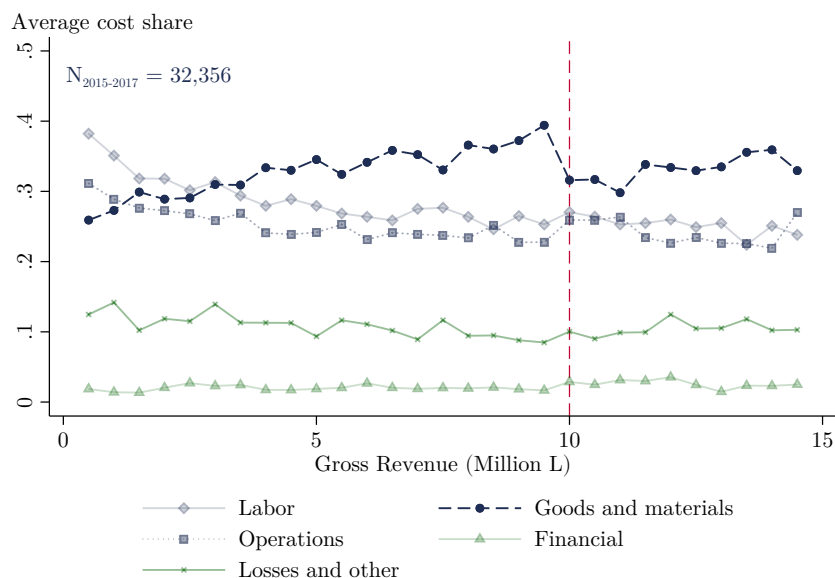 Average cost share
.5
N2015-2017 = 32,356
.4
.3
.2
.1
0
0 5 10 15
Gross Revenue (Million L)
Labor Goods and materials
Operations Financial
Losses and other